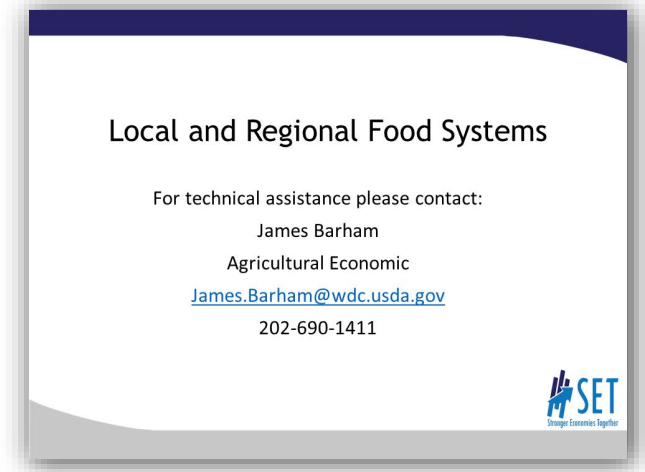 Local and Regional Food Systems
For technical assistance please contact:
James Barham
Agricultural Economic
James.Barham@wdc.usda.gov
202-690-1411
SET
Stronger Economies Together